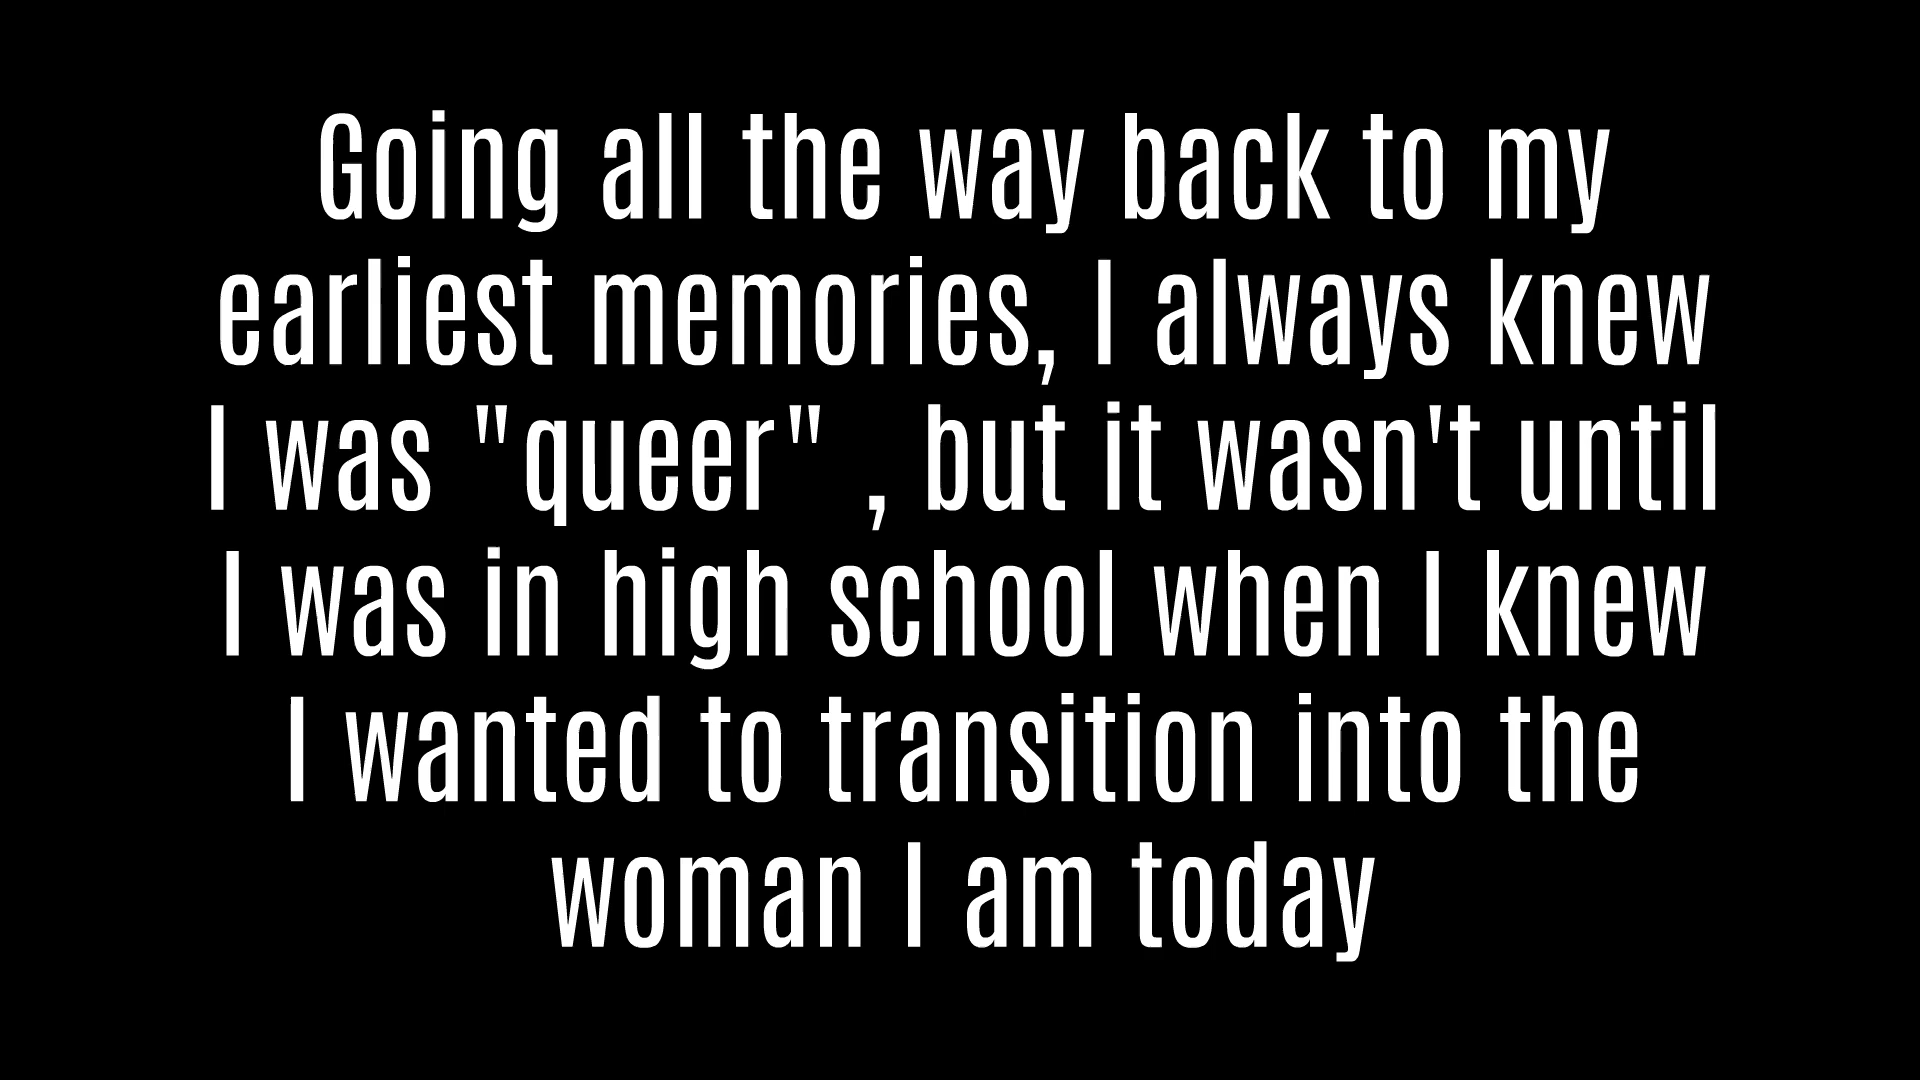 Going all the way back to my
earliest memories, I always knew
I was "queer" , but it wasn't until
I was in high school when I knew
I wanted to transition into the
woman I am today